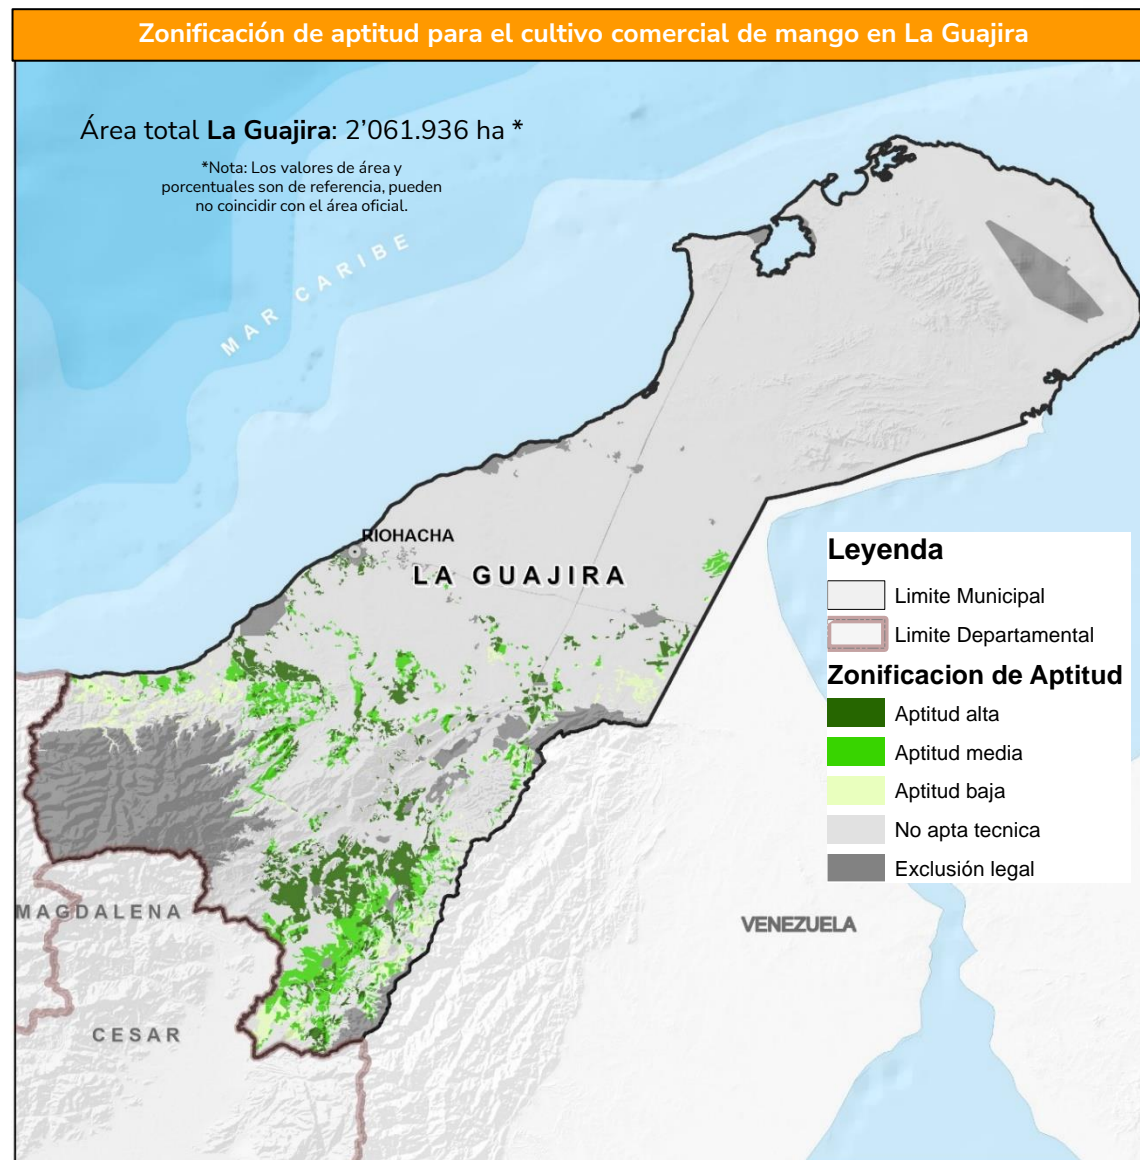 Zonificación de aptitud para el cultivo comercial de mango en La Guajira
Área total La Guajira: 2’061.936 ha *
*Nota: Los valores de área y
porcentuales son de referencia, pueden
no coincidir con el área oficial.
MAR CARIBE
RIOHACHA
LA GUAJIRA
Leyenda
Limite Municipal
Limite Departamental
Zonificacion de Aptitud
Aptitud alta
Aptitud media
Aptitud baja
No apta tecnica
Exclusión legal
MAGDALENA
VENEZUELA
CESAR